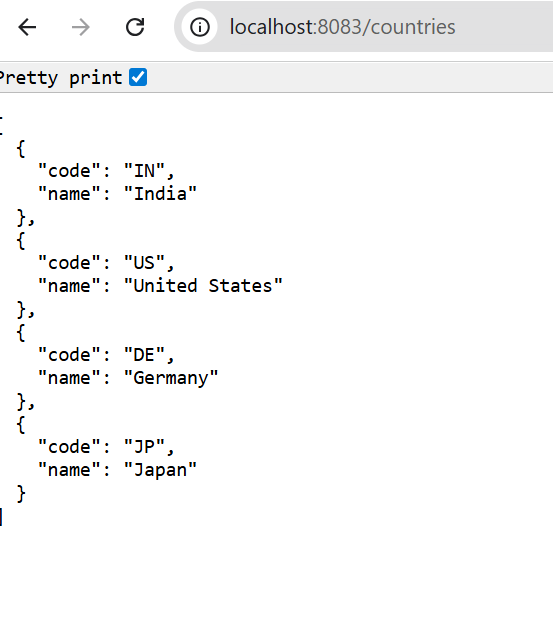 localhost:8083/countries
Pretty print
[
  {
    "code": "IN",
    "name": "India"
  },
  {
    "code": "US",
    "name": "United States"
  },
  {
    "code": "DE",
    "name": "Germany"
  },
  {
    "code": "JP",
    "name": "Japan"
  }
]